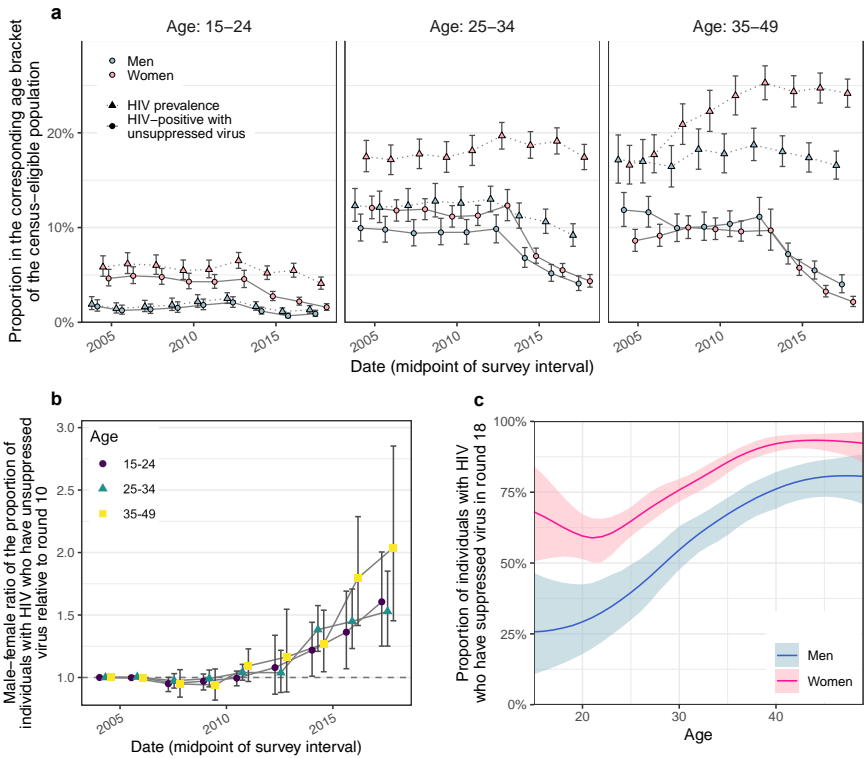 a
Age: 15−24
Age: 25−34
Age: 35−49
Proportion in the corresponding age bracket
of the census−eligible population
Men
Women
HIV prevalence
HIV−positive with
unsuppressed virus
20%
10%
0%
2005
2010
2015
2005
2010
2015
2005
2010
2015
Date (midpoint of survey interval)
b
Male−female ratio of the proportion of
individuals with HIV who have unsuppressed
virus relative to round 10
3.0
2.5
2.0
1.5
1.0
Age
15-24
25-34
35-49
2005
2010
2015
Date (midpoint of survey interval)
c
Proportion of individuals with HIV
who have suppressed virus in round 18
100%
75%
50%
25%
0%
Men
Women
20
30
40
Age